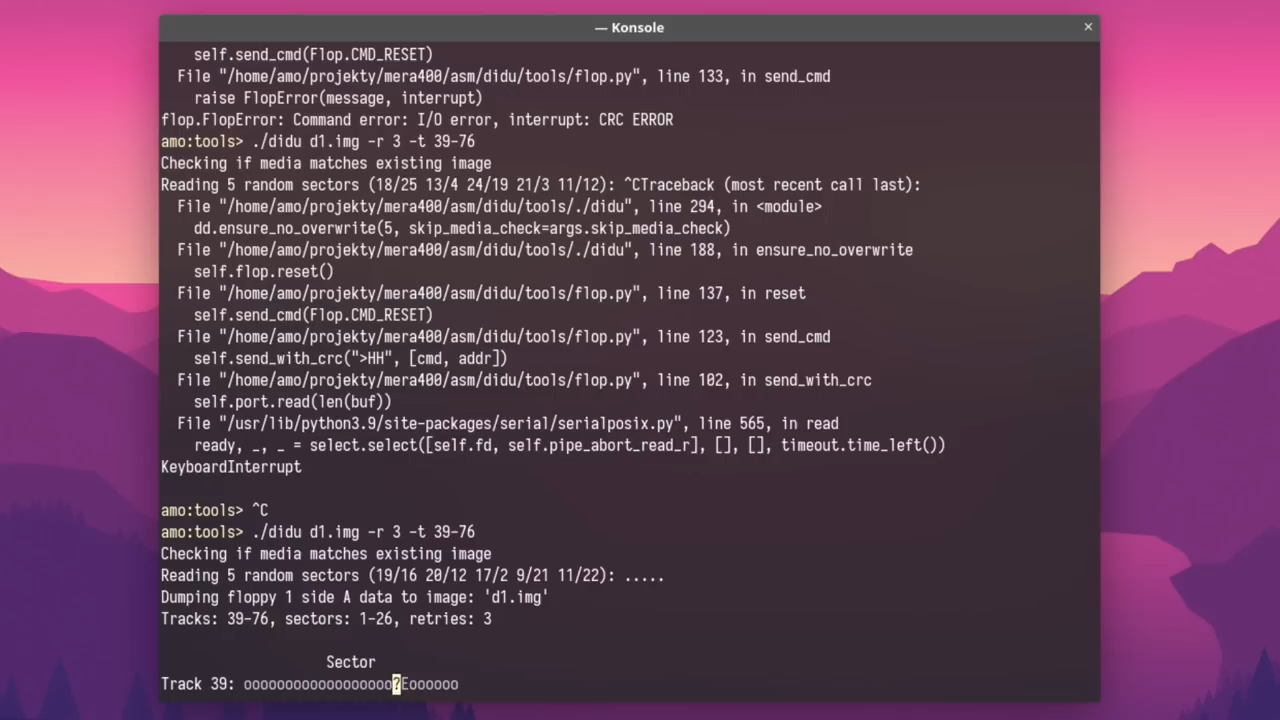 — Konsole
self.send_cmd(Flop.CMD_RESET)
File "/home/amo/projekty/mera400/asm/didu/tools/flop.py", line 133, in send_cmd
raise FlopError(message, interrupt)
flop.FlopError: Command error: I/O error, interrupt: CRC ERROR
amo:tools> ./didu d1.img -r 3 -t 39-76
Checking if media matches existing image
Reading 5 random sectors (18/25 13/4 24/19 21/3 11/12): ^CTraceback (most recent call last):
File "/home/amo/projekty/mera400/asm/didu/tools/./didu", line 294, in <module>
dd.ensure_no_overwrite(5, skip_media_check=args.skip_media_check)
File "/home/amo/projekty/mera400/asm/didu/tools/./didu", line 188, in ensure_no_overwrite
self.flop.reset()
File "/home/amo/projekty/mera400/asm/didu/tools/flop.py", line 137, in reset
self.send_cmd(Flop.CMD_RESET)
File "/home/amo/projekty/mera400/asm/didu/tools/flop.py", line 123, in send_cmd
self.send_with_crc(">HH", [cmd, addr])
File "/home/amo/projekty/mera400/asm/didu/tools/flop.py", line 102, in send_with_crc
self.port.read(len(buf))
File "/usr/lib/python3.9/site-packages/serial/serialposix.py", line 565, in read
ready, _, _ = select.select([self.fd, self.pipe_abort_read_r], [], [], timeout.time_left())
KeyboardInterrupt
amo:tools> ^C
amo:tools> ./didu d1.img -r 3 -t 39-76
Checking if media matches existing image
Reading 5 random sectors (19/16 20/12 17/2 9/21 11/22): .....
Dumping floppy 1 side A data to image: 'd1.img'
Tracks: 39-76, sectors: 1-26, retries: 3
Sector
Track 39: oooooooooooooooooo?Eoooooo